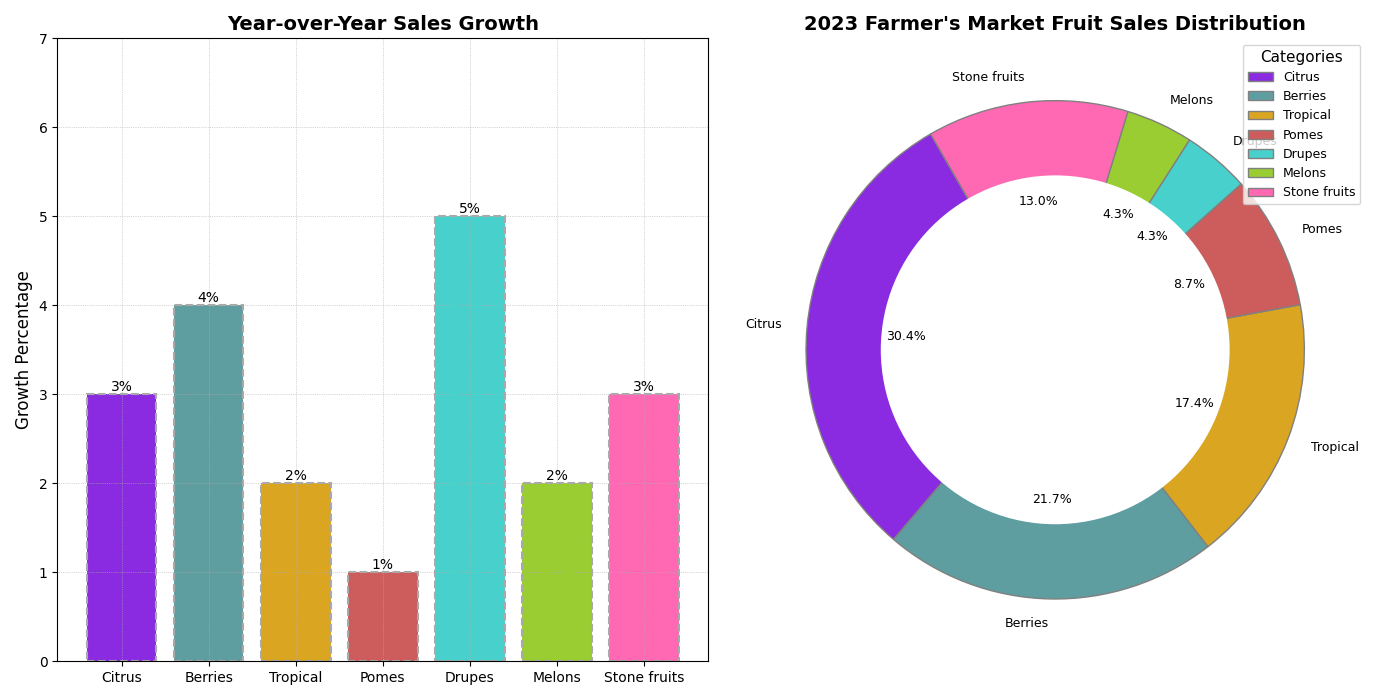 Year-over-Year Sales Growth
Growth Percentage
7
6
5
4
3
2
1
0
3%
4%
2%
1%
5%
2%
3%
Citrus
Berries
Tropical
Pomes
Drupes
Melons
Stone fruits
2023 Farmer's Market Fruit Sales Distribution
Categories
Citrus
Berries
Tropical
Pomes
Drupes
Melons
Stone fruits
Stone fruits
Melons
Drupes
Pomes
Tropical
Berries
Citrus
13.0%
4.3%
4.3%
8.7%
17.4%
21.7%
30.4%